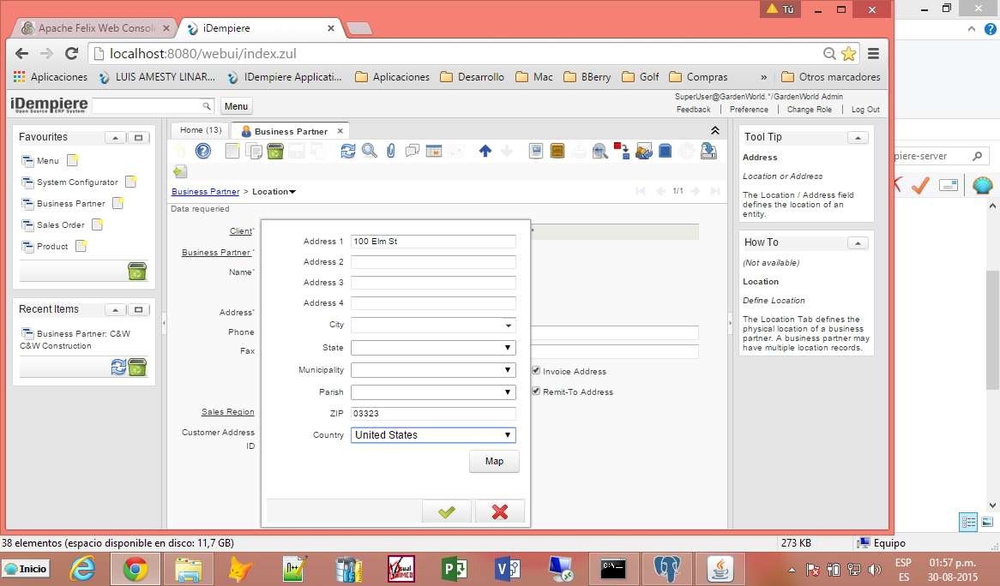 Tú
Apache Felix Web Consol
iDempiere
localhost:8080/webui/index.zul
Aplicaciones
LUIS AMESTY LINAR...
IDempiere Applicati...
Aplicaciones
Desarrollo
Mac
BBerry
Golf
Compras
»
Otros marcadores
iDempiere
Open Source ERP System
Menu
SuperUser@GardenWorld.*/GardenWorld Admin
Feedback | Preference | Change Role | Log Out
Favourites
Menu
System Configurator
Business Partner
Sales Order
Product
Recent Items
Business Partner: C&W
C&W Construction
Home (13)
Business Partner
Business Partner > Location
1/1
Data requeried
Client*
Business Partner *
Name*
Address*
Phone
Fax
Invoice Address
Remit-To Address
Sales Region
Customer Address
ID
Address 1 100 Elm St
Address 2
Address 3
Address 4
City
State
Municipality
Parish
ZIP 03323
Country United States
Map
Tool Tip
Address
Location or Address
The Location / Address field
defines the location of an
entity.
How To
(Not available)
Location
Define Location
The Location Tab defines the
physical location of a business
partner. A business partner may
have multiple location records.
piere-server
38 elementos (espacio disponible en disco: 11,7 GB)
273 KB
Equipo
Inicio
ESP
ES
01:57 p.m.
30-08-2015